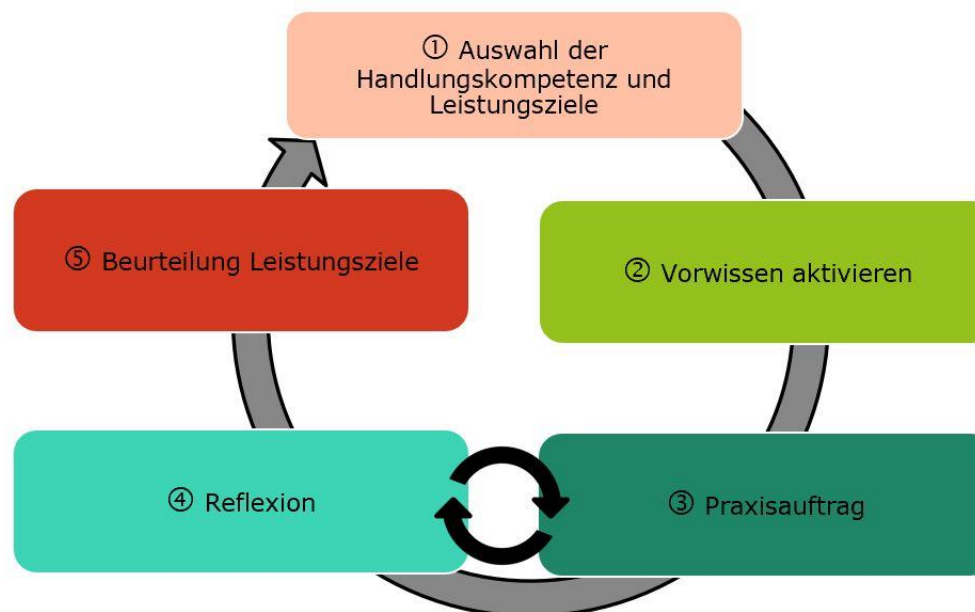 ① Auswahl der
Handlungskompetenz und
Leistungsziele
② Vorwissen aktivieren
③ Praxisauftrag
④ Reflexion
⑤ Beurteilung Leistungsziele